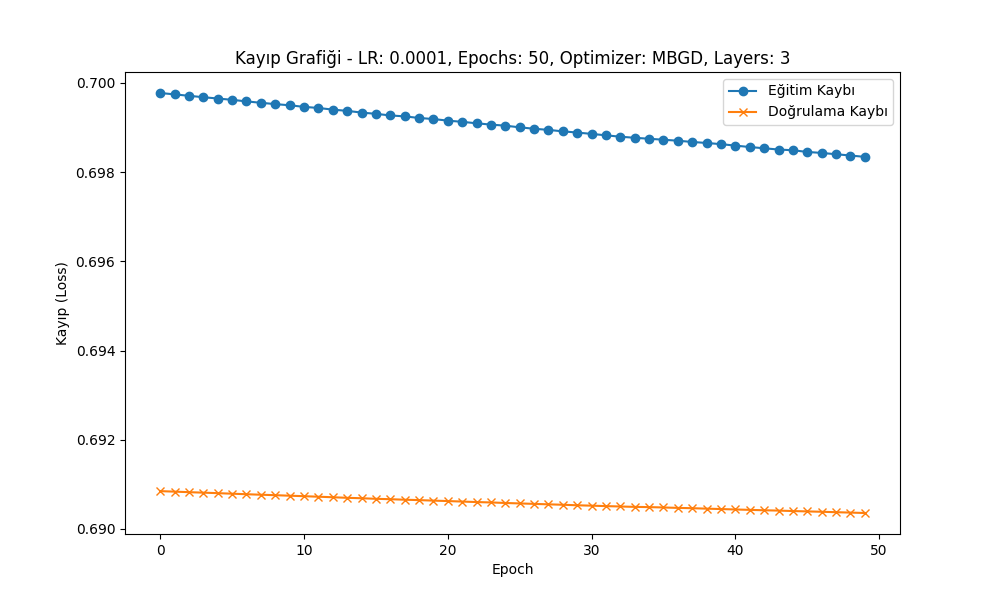 Kayıp Grafiği - LR: 0.0001, Epochs: 50, Optimizer: MBGD, Layers: 3
Eğitim Kaybı
Doğrulama Kaybı
0.700
0.698
0.696
0.694
0.692
0.690
Kayıp (Loss)
0
10
20
30
40
50
Epoch